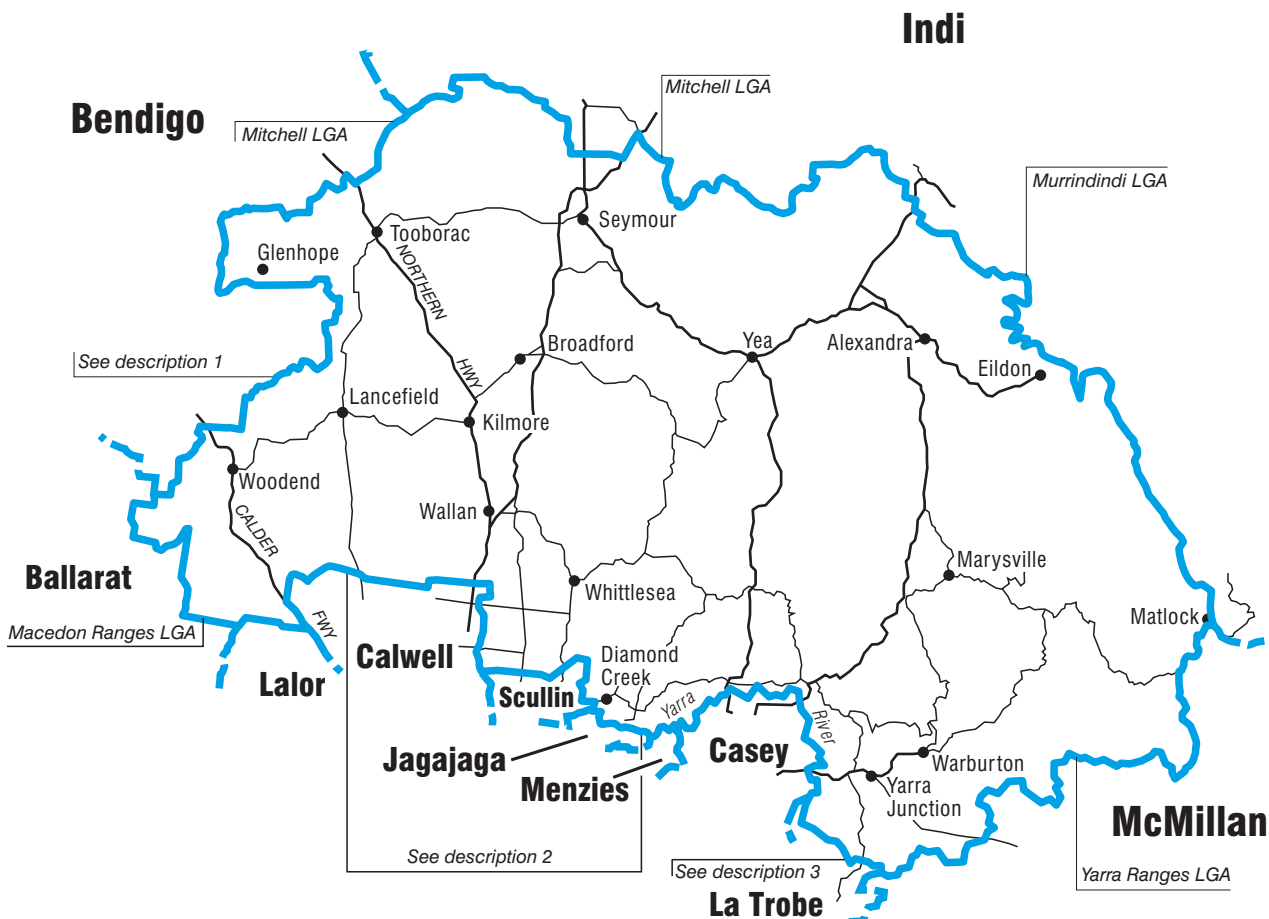 Indi
Mitchell LGA
Bendigo
Mitchell LGA
Murrindindi LGA
Seymour
Tooborac
Glenhope
NORTHERN
HWY
Broadford
Yea
Alexandra
Eildon
See description 1
Lancefield
Kilmore
Woodend
Wallan
CALDER
FWY
Marysville
Ballarat
Whittlesea
Matlock
Macedon Ranges LGA
Calwell
Diamond
Creek
Lalor
Scullin
Yarra
River
Jagajaga
Casey
Menzies
Warburton
Yarra
Junction
McMillan
See description 2
See description 3
Yarra Ranges LGA
La Trobe